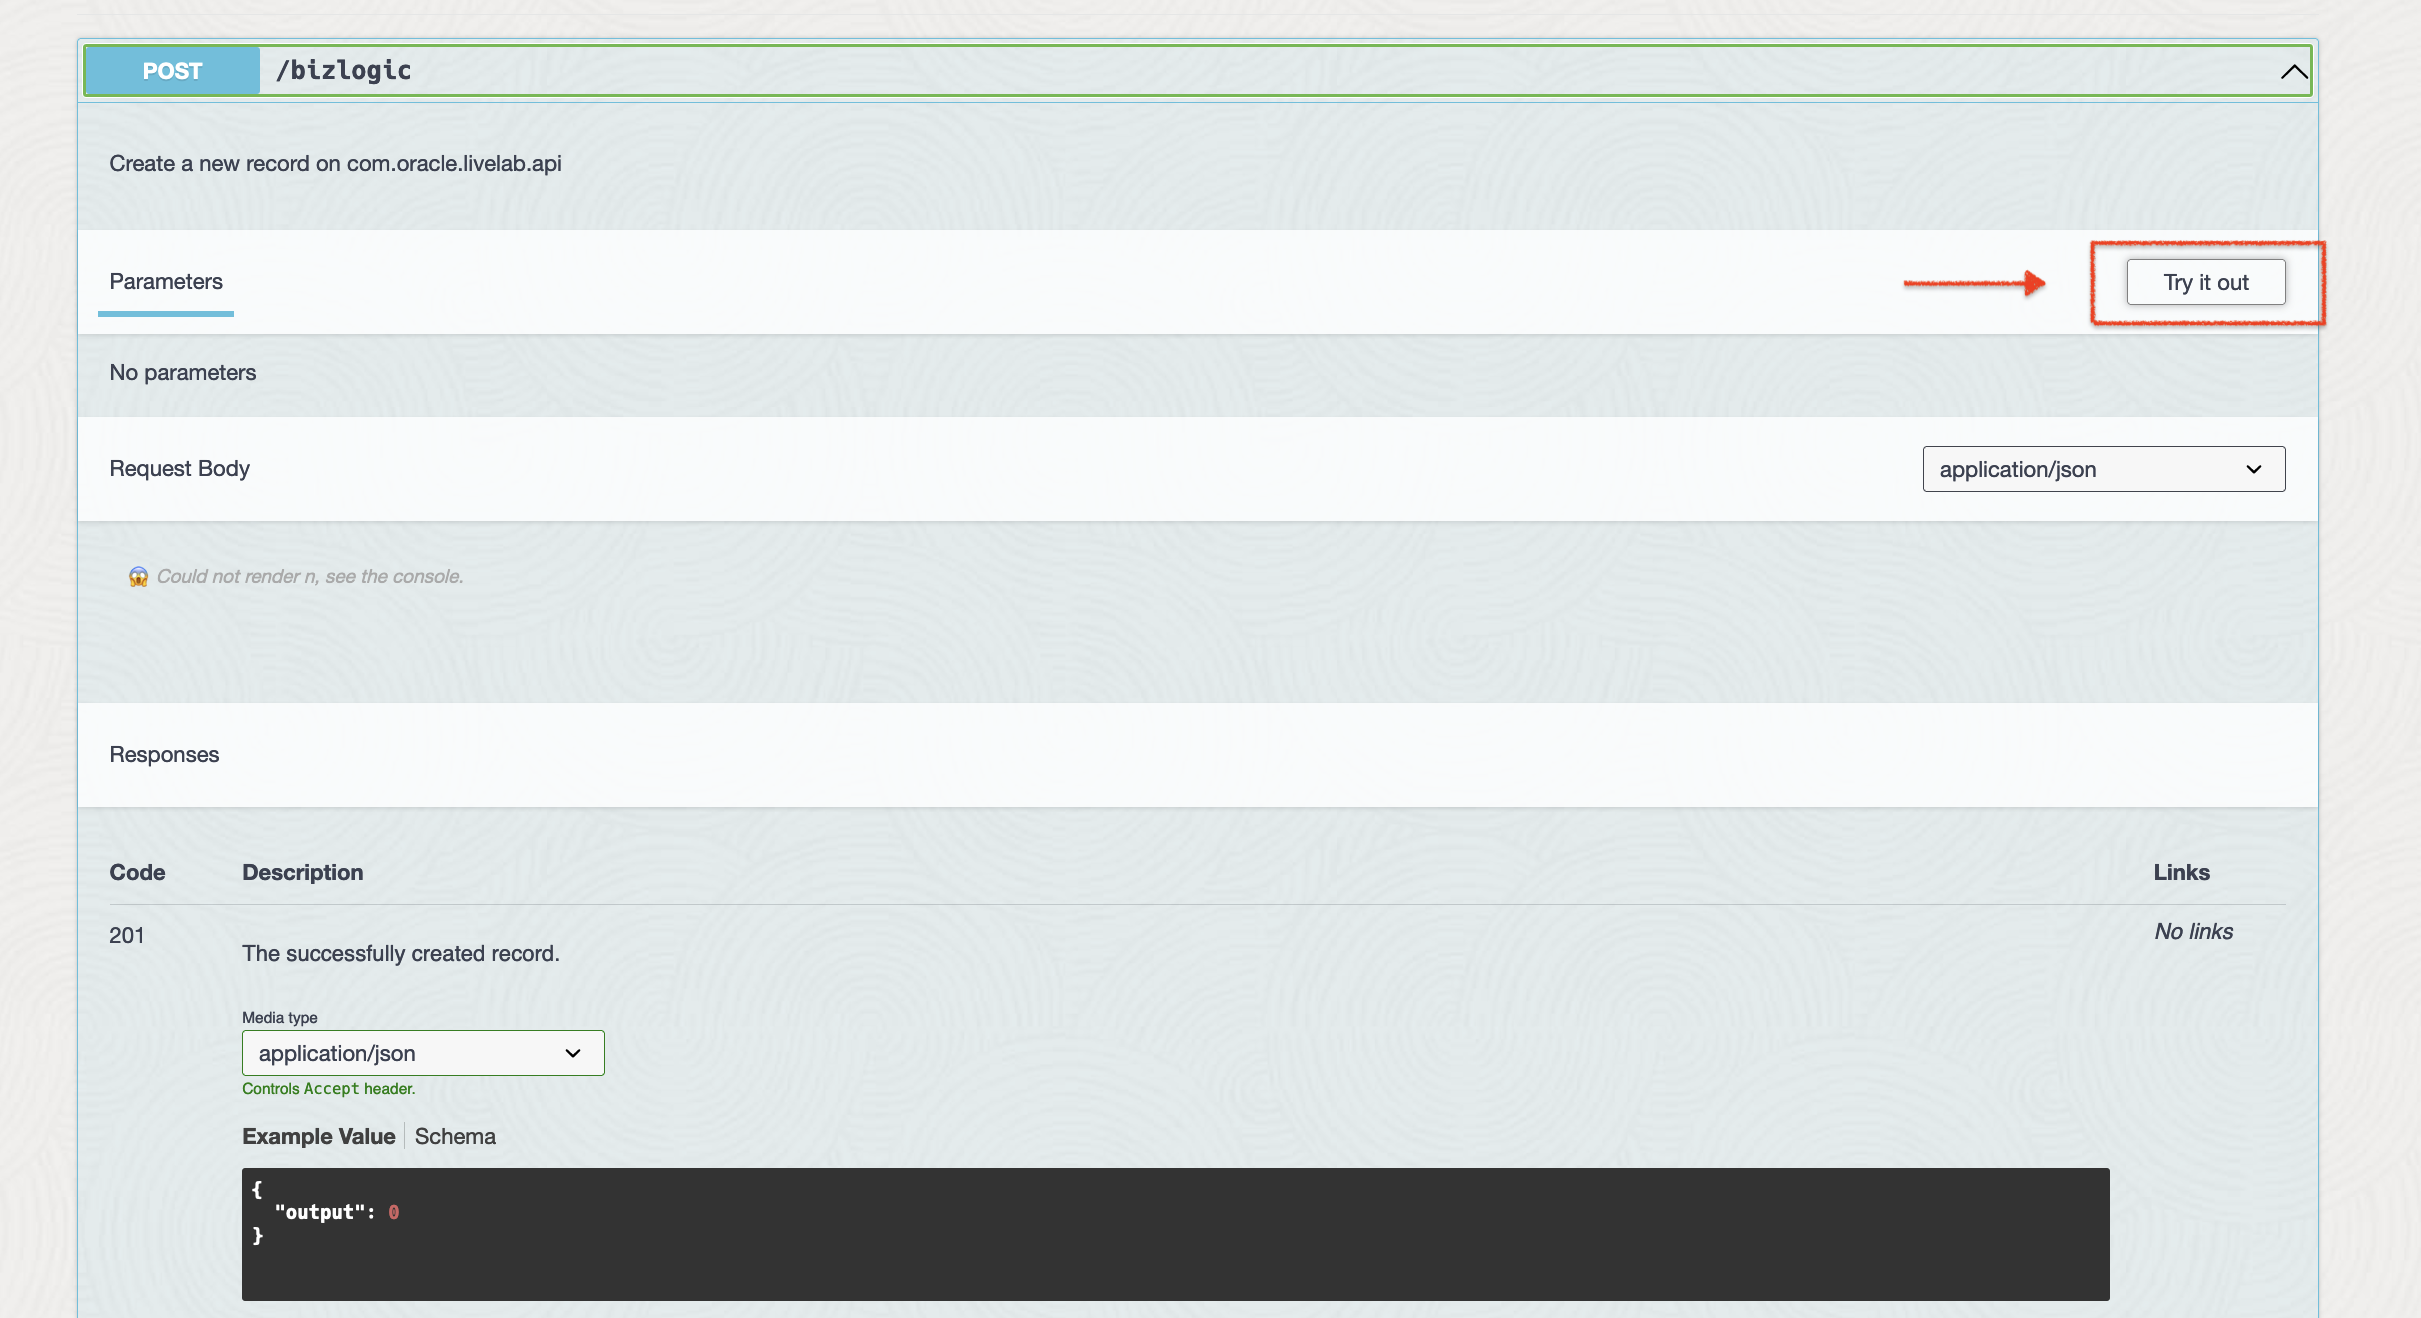 POST /bizlogic
Create a new record on com.oracle.livelab.api
Parameters
Try it out
No parameters
Request Body
application/json
😱 Could not render n, see the console.
Responses
Code Description Links
201 No links
The successfully created record.
Media type
application/json
Controls Accept header.
Example Value Schema
{
"output": 0
}